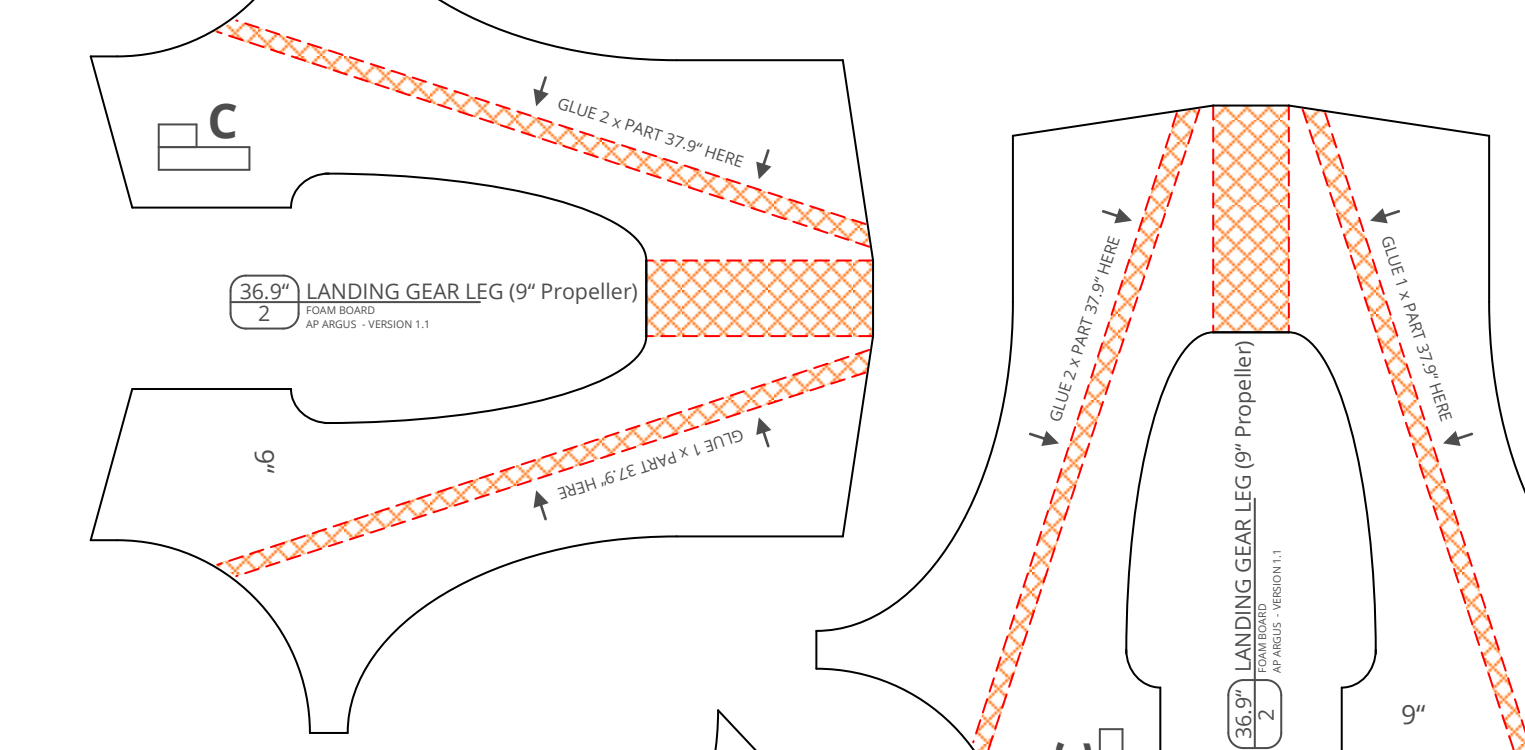 C
GLUE 2 x PART 37.9“ HERE
36.9“
2
LANDING GEAR LEG (9“ Propeller)
FOAM BOARD
AP ARGUS - VERSION 1.1
9“
GLUE 1 x PART 37.9“ HERE
GLUE 2 x PART 37.9“ HERE
GLUE 1 x PART 37.9“ HERE
36.9“
2
LANDING GEAR LEG (9“ Propeller)
FOAM BOARD
AP ARGUS - VERSION 1.1
9“